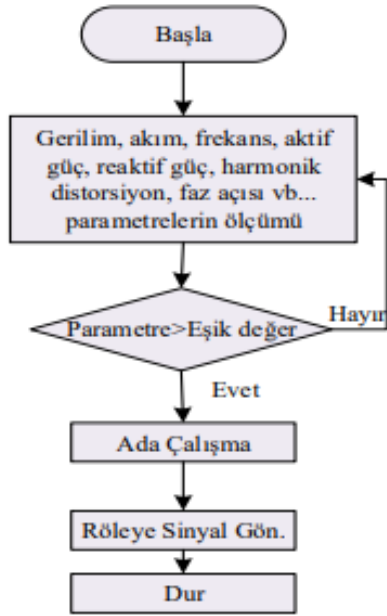 Başla
Gerilim, akım, frekans, aktif
güç, reaktif güç, harmonik
distorsiyon, faz açısı vb...
parametrelerin ölçümü
Parametre>Eşik değer
Hayır
Evet
Ada Çalışma
Röleye Sinyal Gön.
Dur